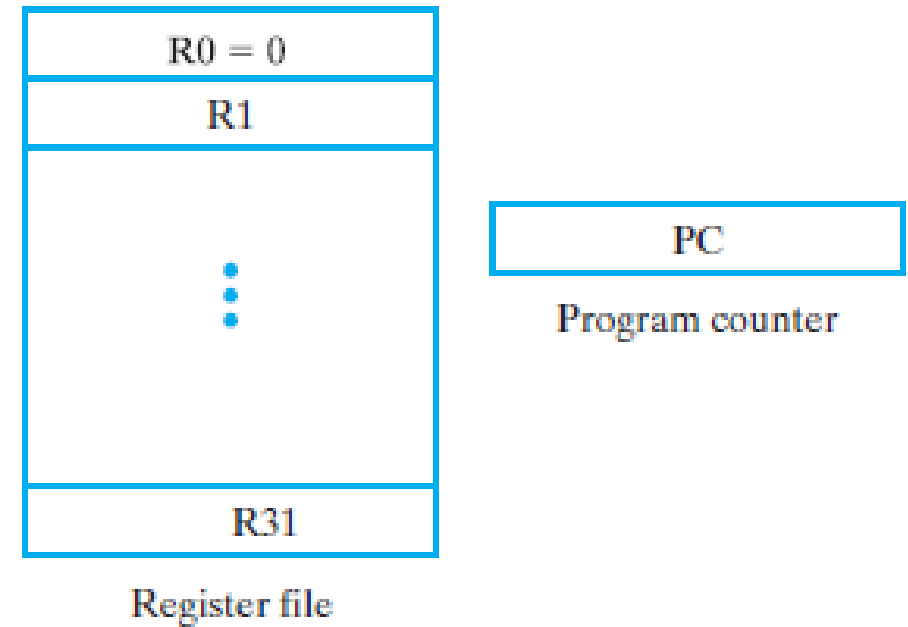 R0 = 0
R1
R31
Register file
PC
Program counter